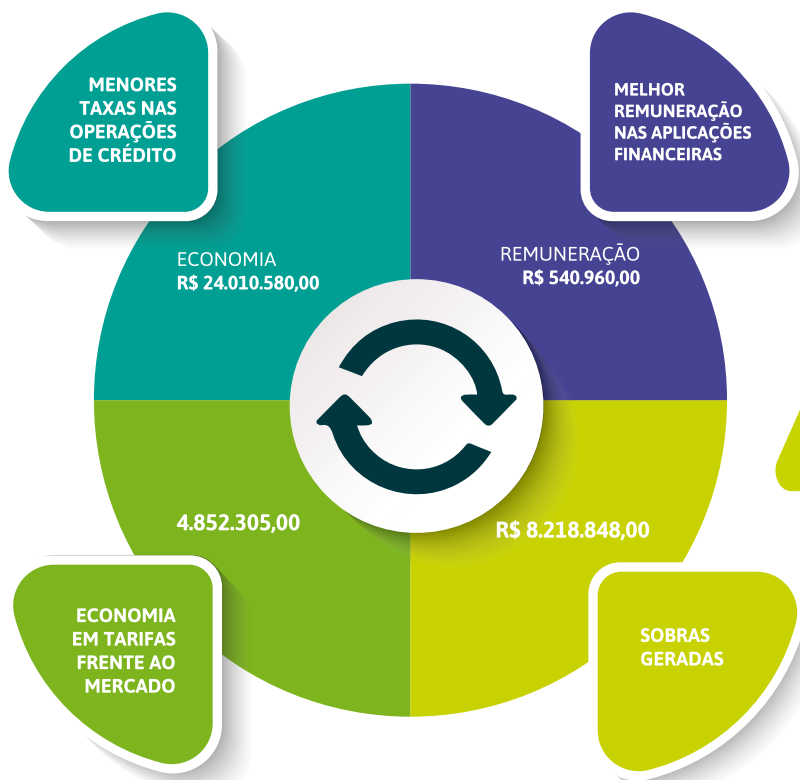 MENORES
TAXAS NAS
OPERAÇÕES
DE CRÉDITO
MELHOR
REMUNERAÇÃO
NAS APLICAÇÕES
FINANCEIRAS
ECONOMIA
R$ 24.010.580,00
REMUNERAÇÃO
R$ 540.960,00
4.852.305,00
R$ 8.218.848,00
ECONOMIA
EM TARIFAS
FRENTE AO
MERCADO
SOBRAS
GERADAS